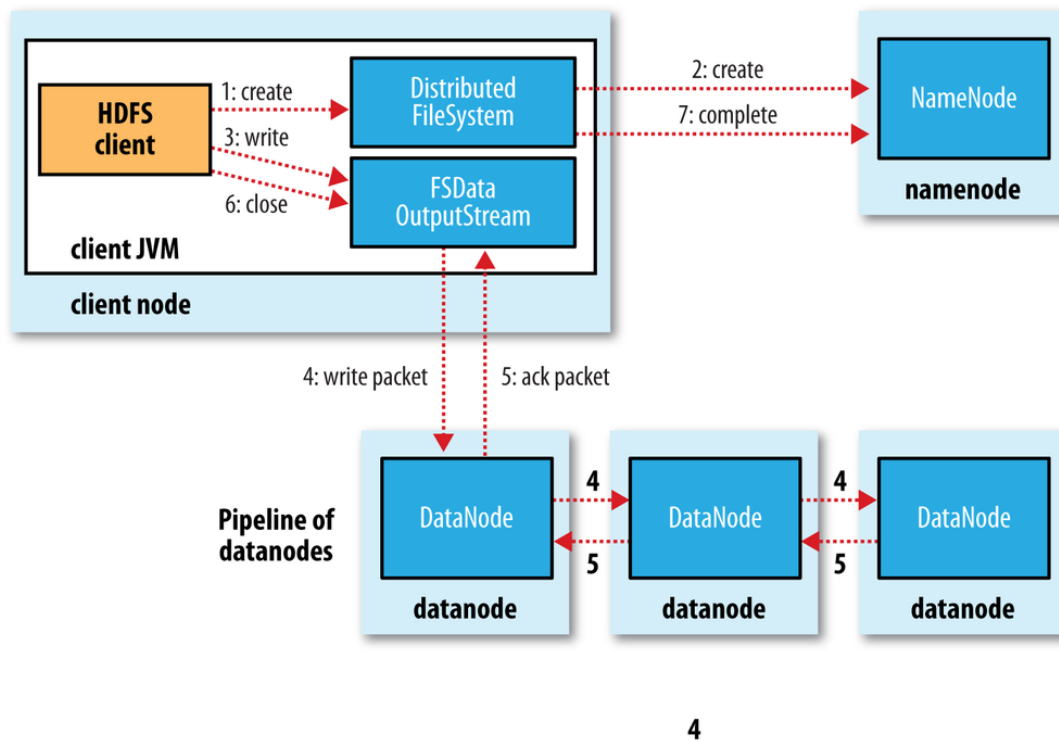 1: create
Distributed
FileSystem
2: create
NameNode
HDFS
client
3: write
7: complete
6: close
FSData
OutputStream
namenode
client JVM
client node
4: write packet
5: ack packet
Pipeline of
datanodes
DataNode
4
5
DataNode
4
5
DataNode
datanode
datanode
datanode
4